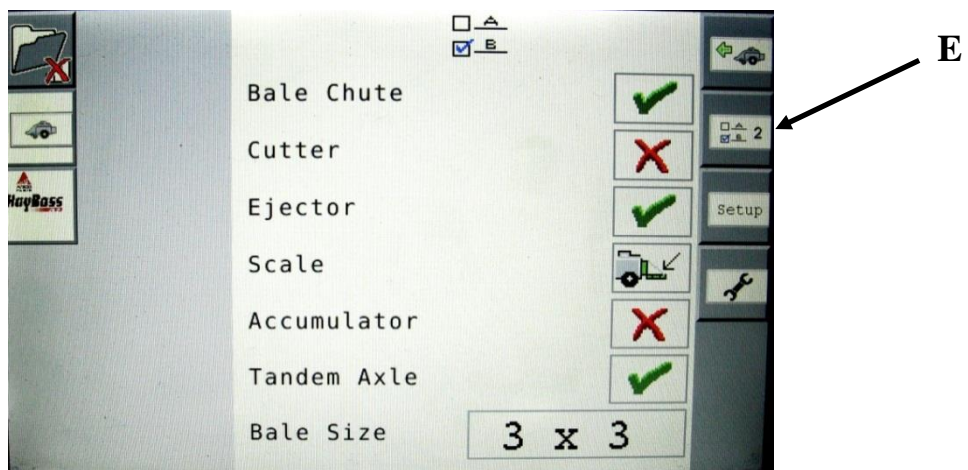 A
B
E
Bale Chute
2
Cutter
HayBoss
Ejector
Setup
Scale
Accumulator
Tandem Axle
Bale Size 3 x 3